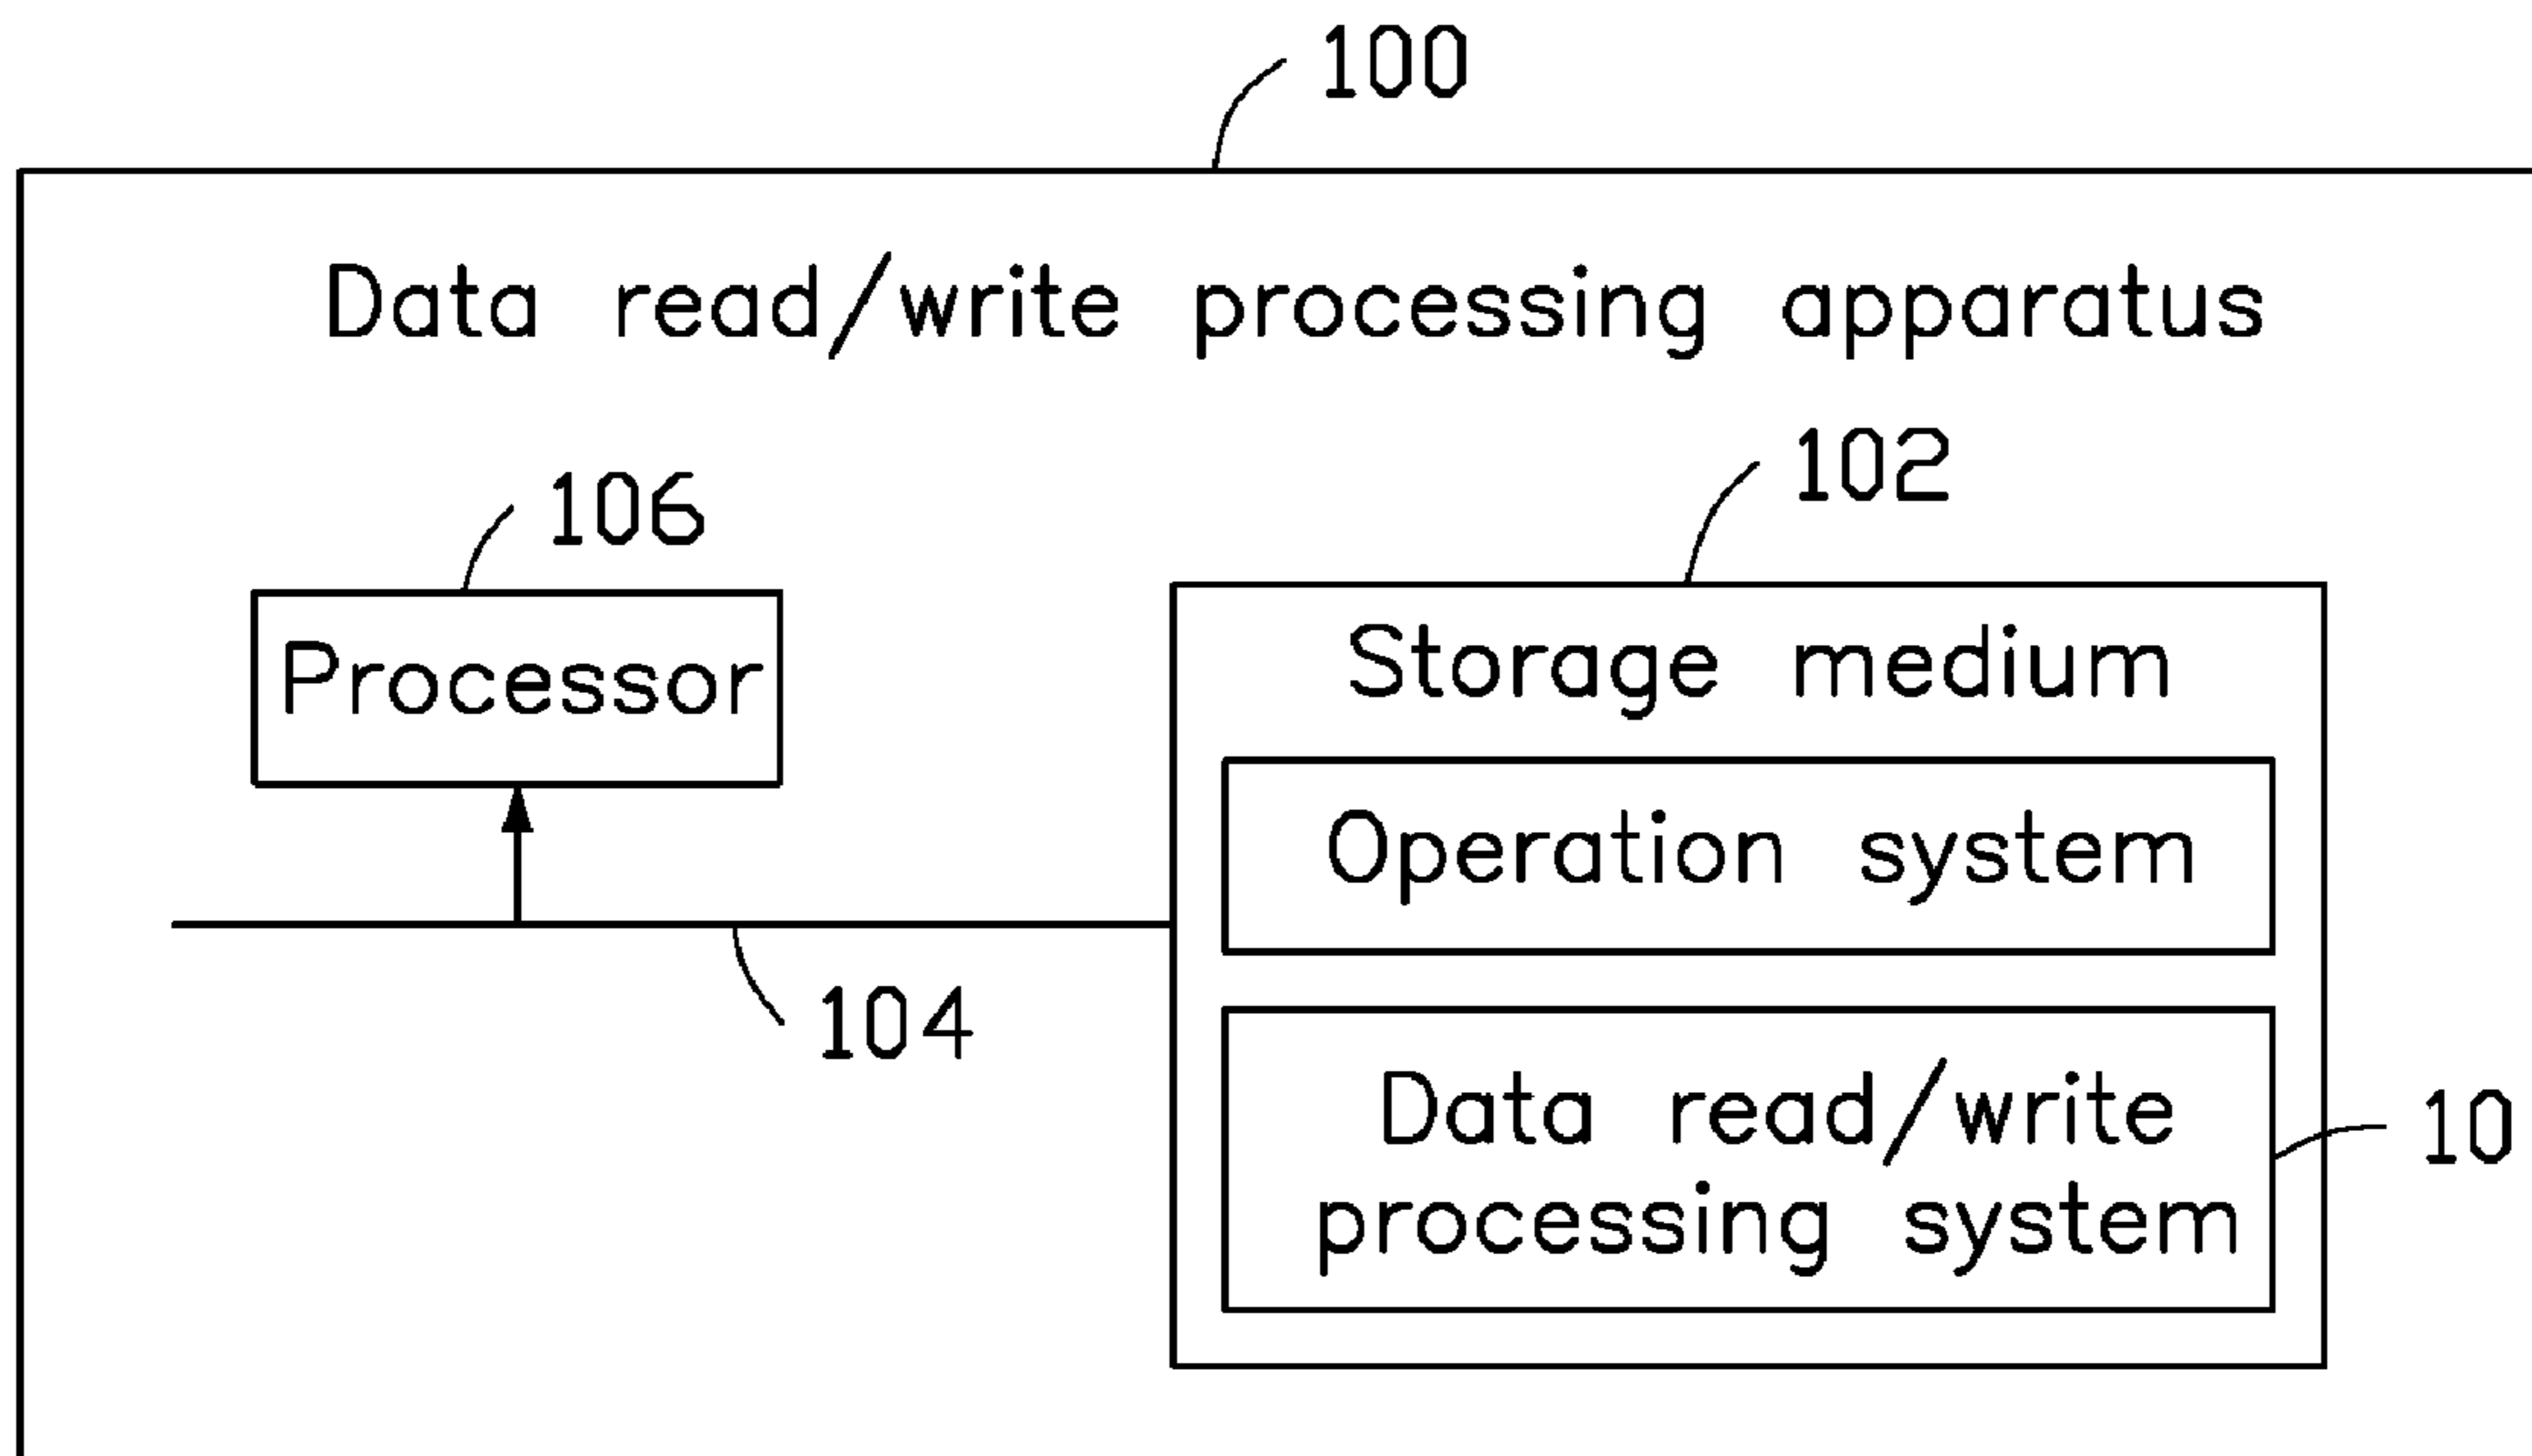 100
Data read/write processing apparatus
102
106
Processor
Storage medium
Operation system
104
Data read/write
processing system
10